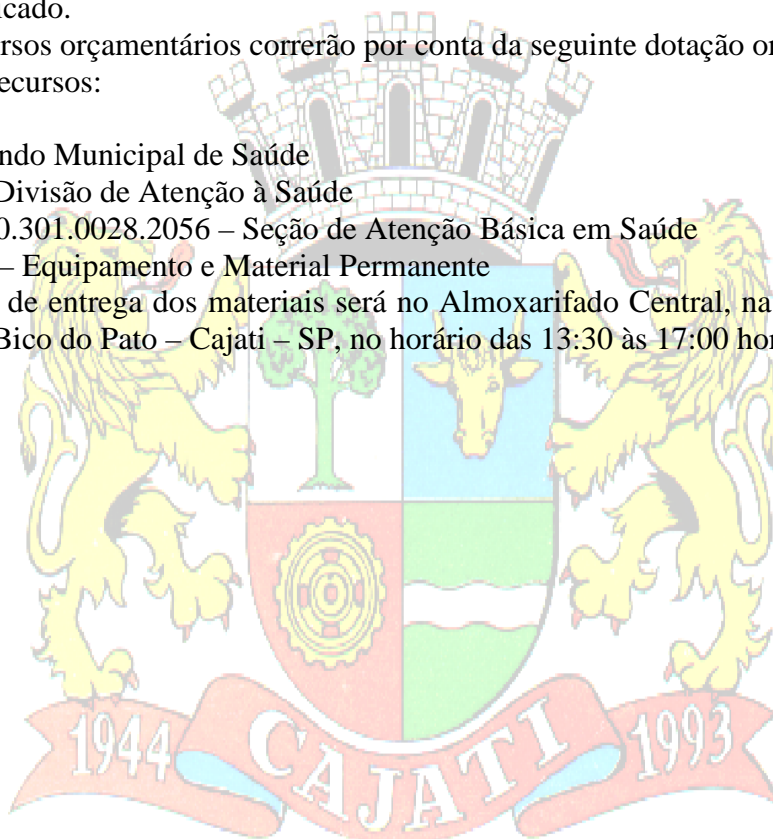 icado.
rsos orçamentários correrão por conta da seguinte dotação or
ecursos:
ndo Municipal de Saúde
Divisão de Atenção à Saúde
0.301.0028.2056 – Seção de Atenção Básica em Saúde
– Equipamento e Material Permanente
de entrega dos materiais será no Almoxarifado Central, na
Bico do Pato – Cajati – SP, no horário das 13:30 às 17:00 hor
1944 CAJATI 1993